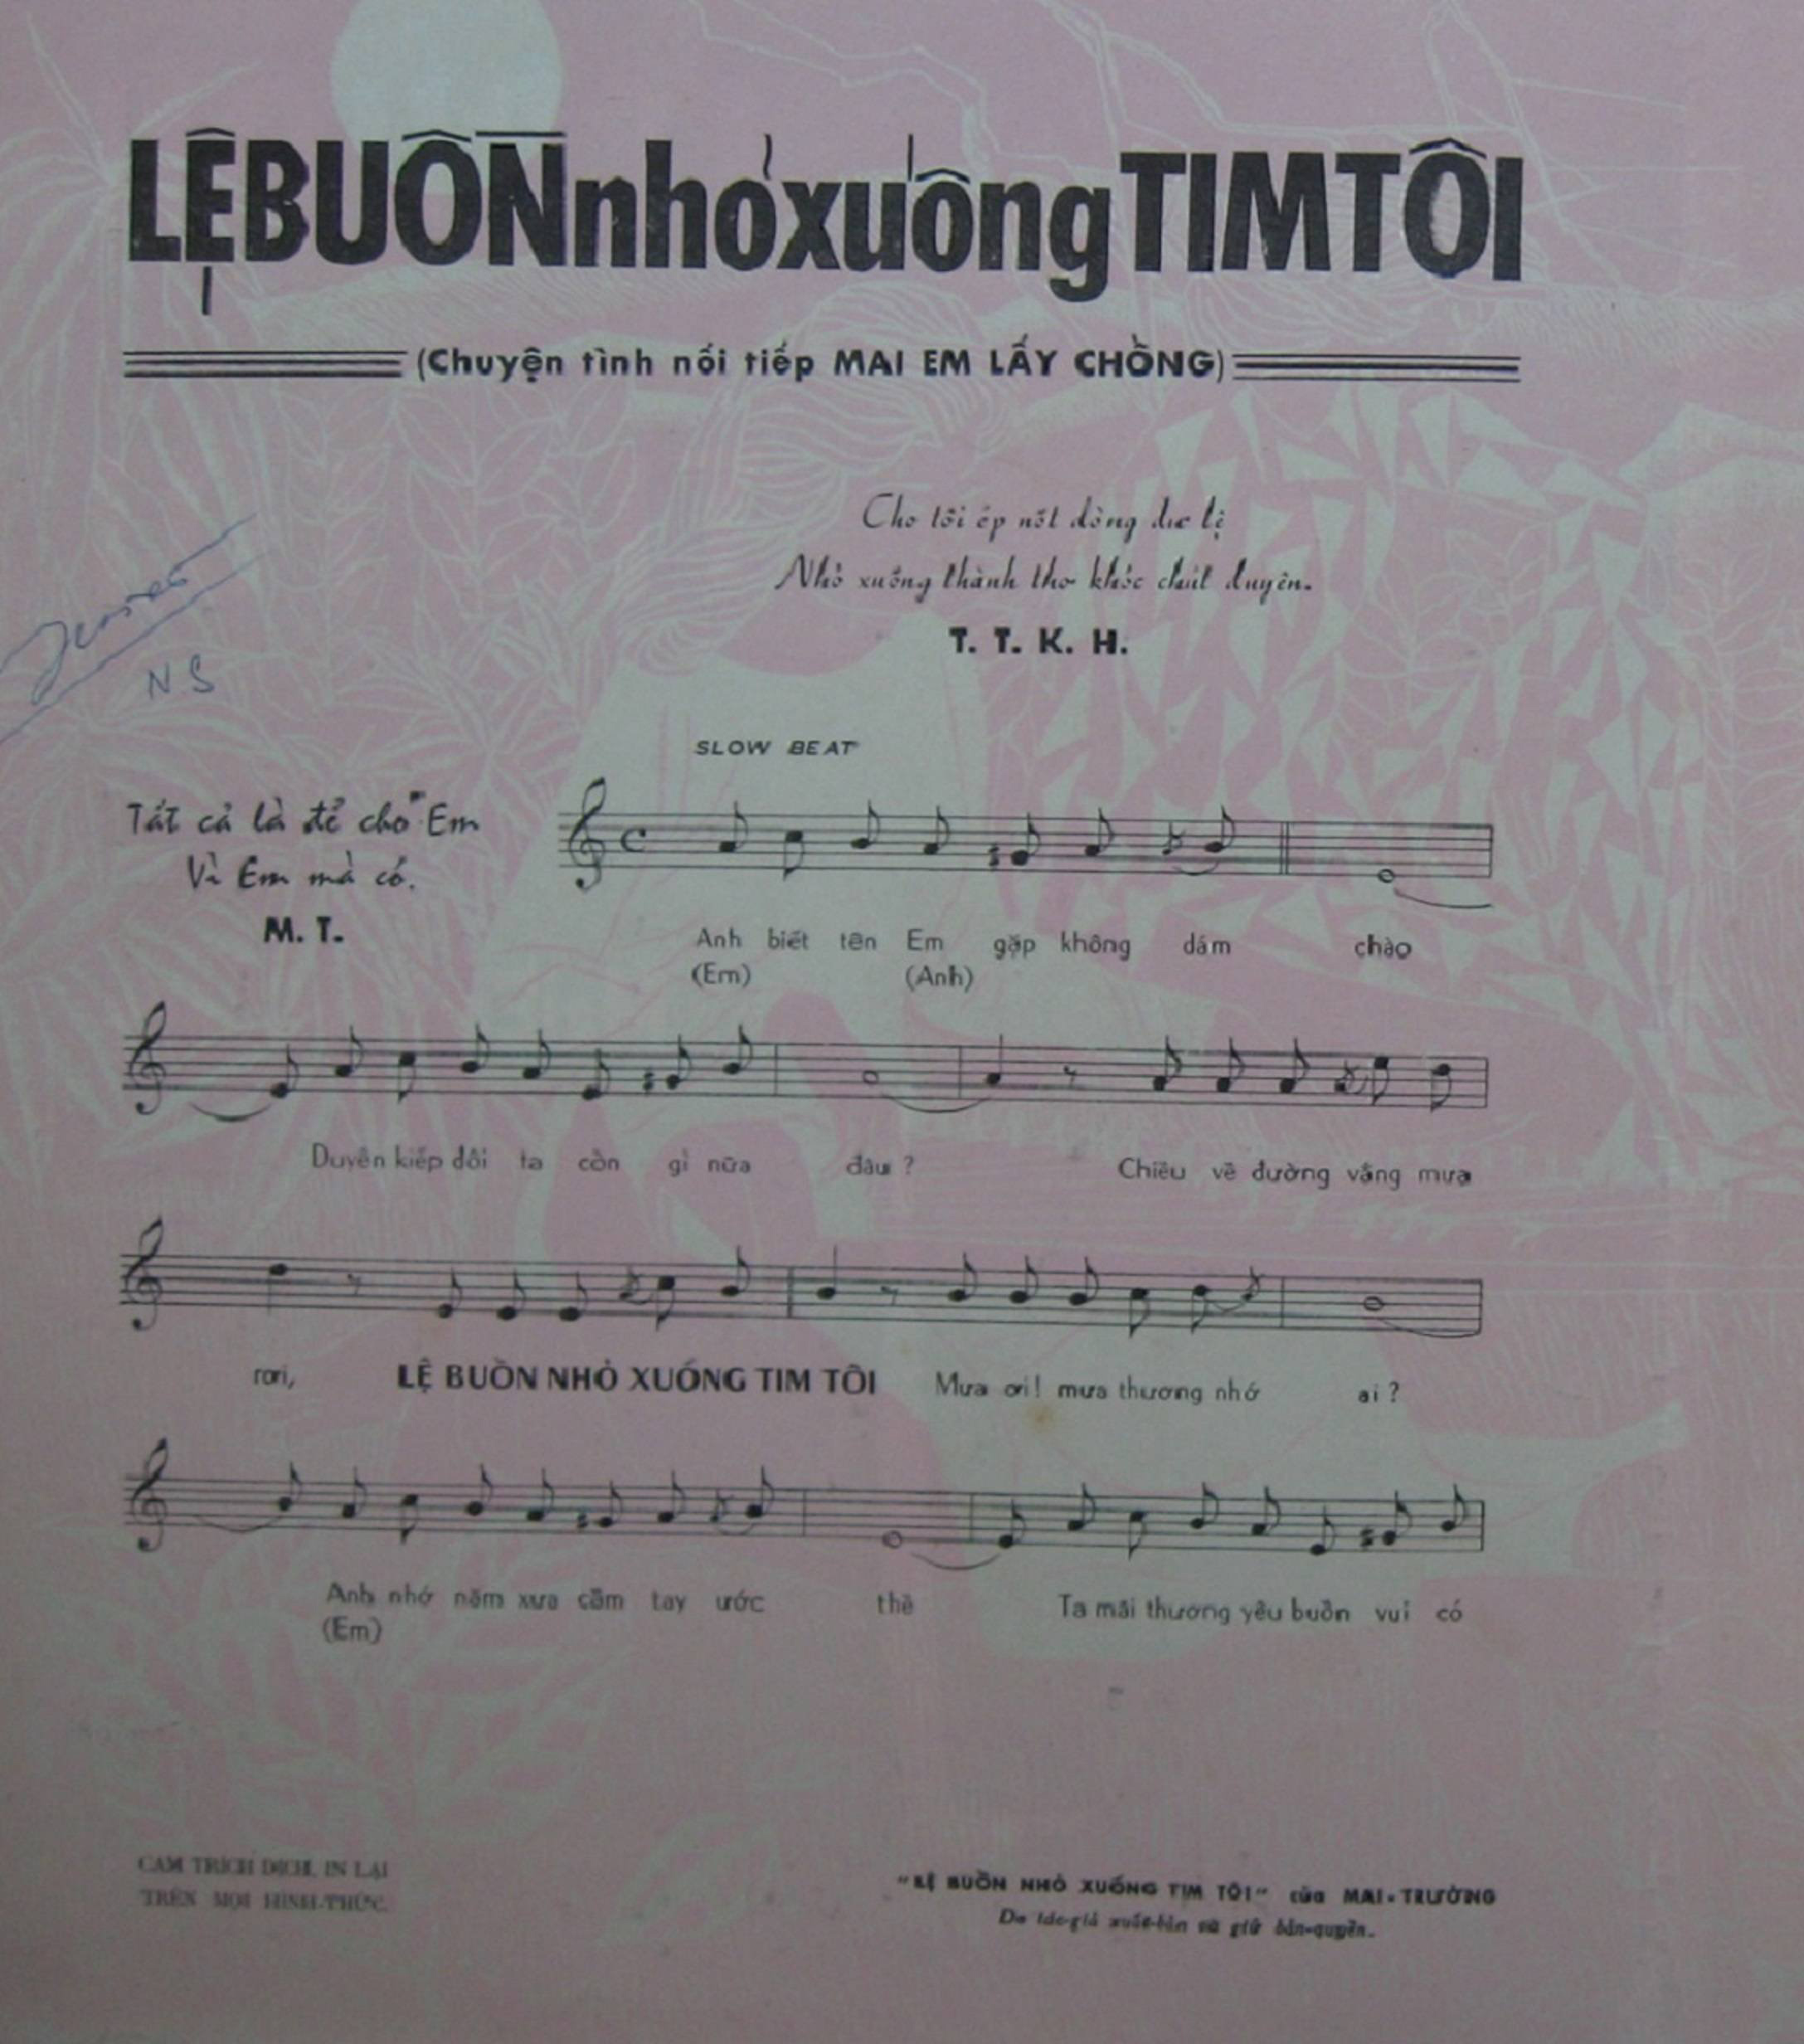 LỆ BUỒN nhỏ xuống TIM TÔI
(Chuyện tình nối tiếp MAI EM LẤY CHỒNG)
Cho tôi ép nốt dòng dư lệ
Nhỏ xuống thành thơ khóc chút duyên.
T. T. K. H.
NS
SLOW BEAT
Tất cả là để cho Em
Vì Em mà có.
M. T.
Anh biết tên Em gặp không dám chào
(Em) (Anh)
Duyên kiếp đôi ta còn gì nữa đâu ? Chiều về đường vắng mưa
rơi, LỆ BUỒN NHỎ XUỐNG TIM TÔI Mưa ơi! mưa thương nhớ ai ?
Anh nhớ năm xưa cầm tay ước thề Ta mãi thương yêu buồn vui có
(Em)
CẤM TRÍCH DỊCH, IN LẠI
TRÊN MỌI HÌNH-THỨC.
"LỆ BUỒN NHỎ XUỐNG TIM TÔI" của MAI-TRƯỜNG
Do tác-giả xuất-bản và giữ bản-quyền.